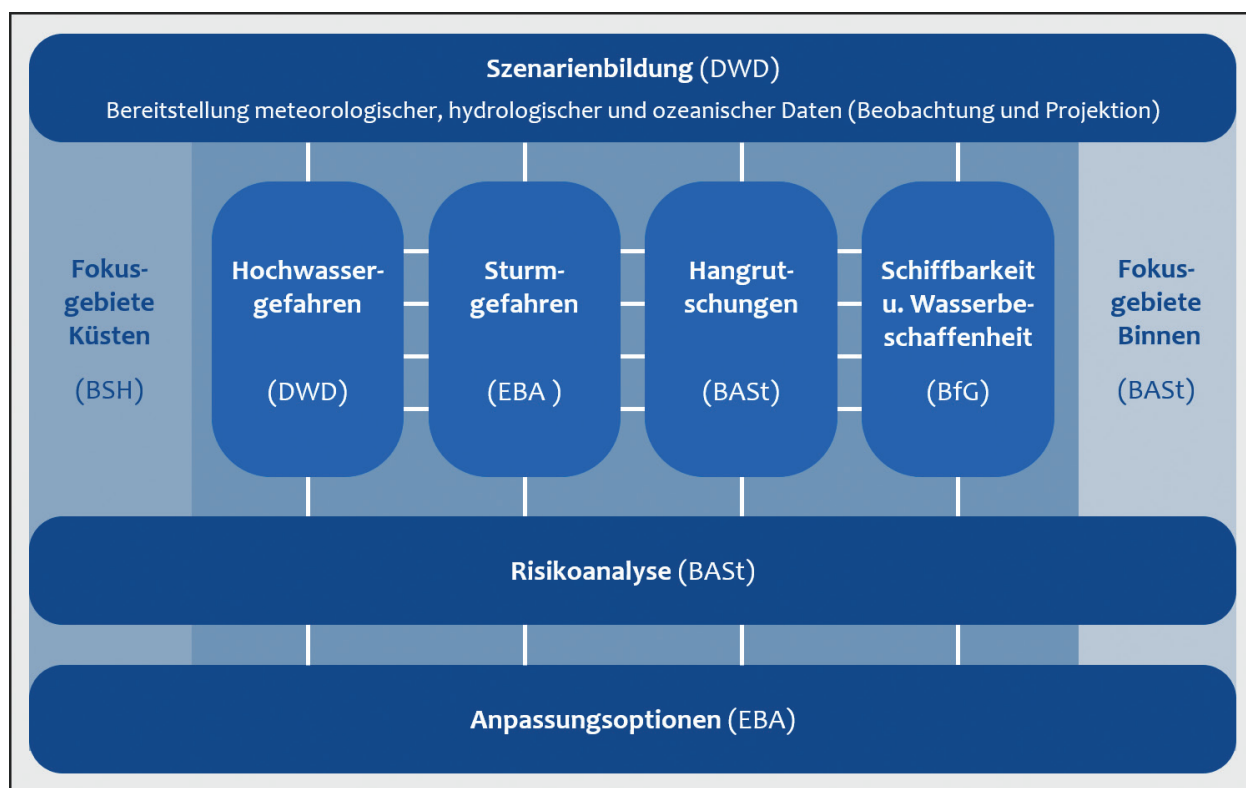 Szenarienbildung (DWD)
Bereitstellung meteorologischer, hydrologischer und ozeanischer Daten (Beobachtung und Projektion)
Fokus-
gebiete
Küsten
(BSH)
Hochwasser-
gefahren
(DWD)
Sturm-
gefahren
(EBA )
Hangrut-
schungen
(BASt)
Schiffbarkeit
u. Wasserbe-
schaffenheit
(BfG)
Fokus-
gebiete
Binnen
(BASt)
Risikoanalyse (BASt)
Anpassungsoptionen (EBA)